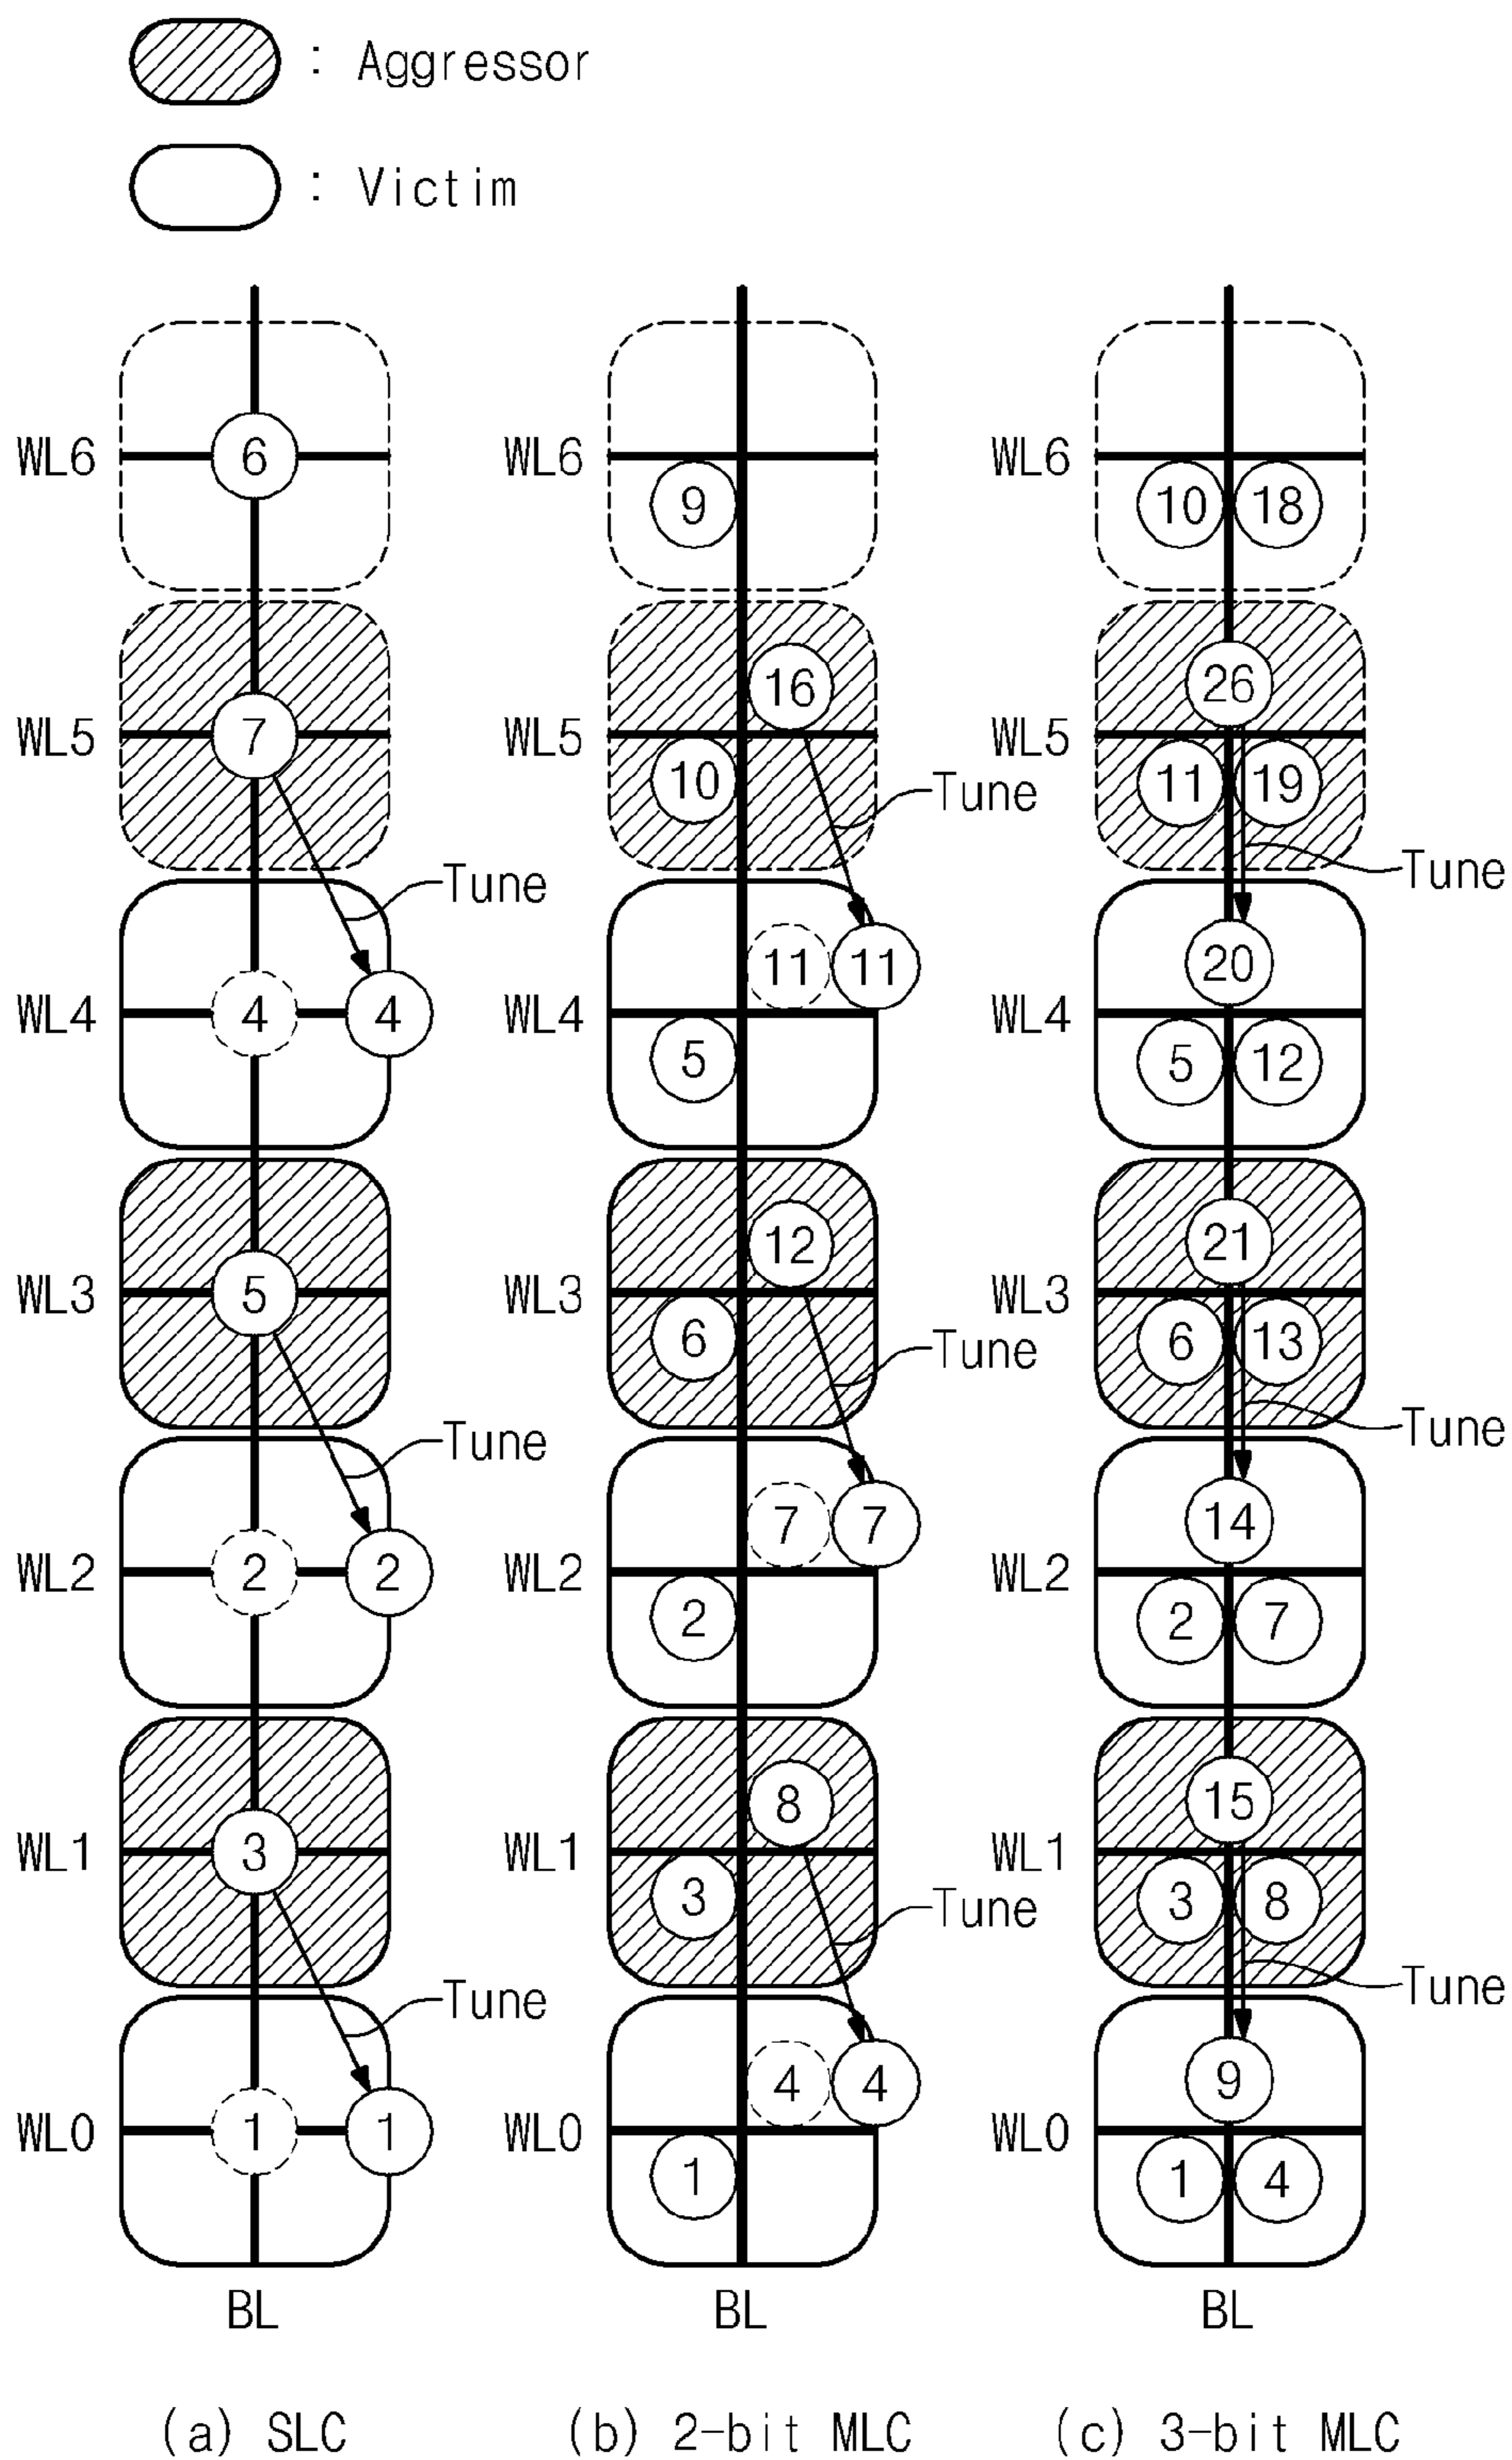 : Aggressor
: Victim
WL6 6 WL6 9 WL6 10 18
16 26
WL5 7 WL5 10 WL5 11 19
Tune Tune Tune
11 11 20
WL4 4 4 WL4 5 WL4 5 12
12 21
WL3 5 WL3 6 WL3 6 13
Tune Tune Tune
7 7 14
WL2 2 2 WL2 2 WL2 2 7
8 15
WL1 3 WL1 3 WL1 3 8
Tune Tune Tune
4 4 9
WL0 1 1 WL0 1 WL0 1 4
BL BL BL
(a) SLC (b) 2-bit MLC (c) 3-bit MLC